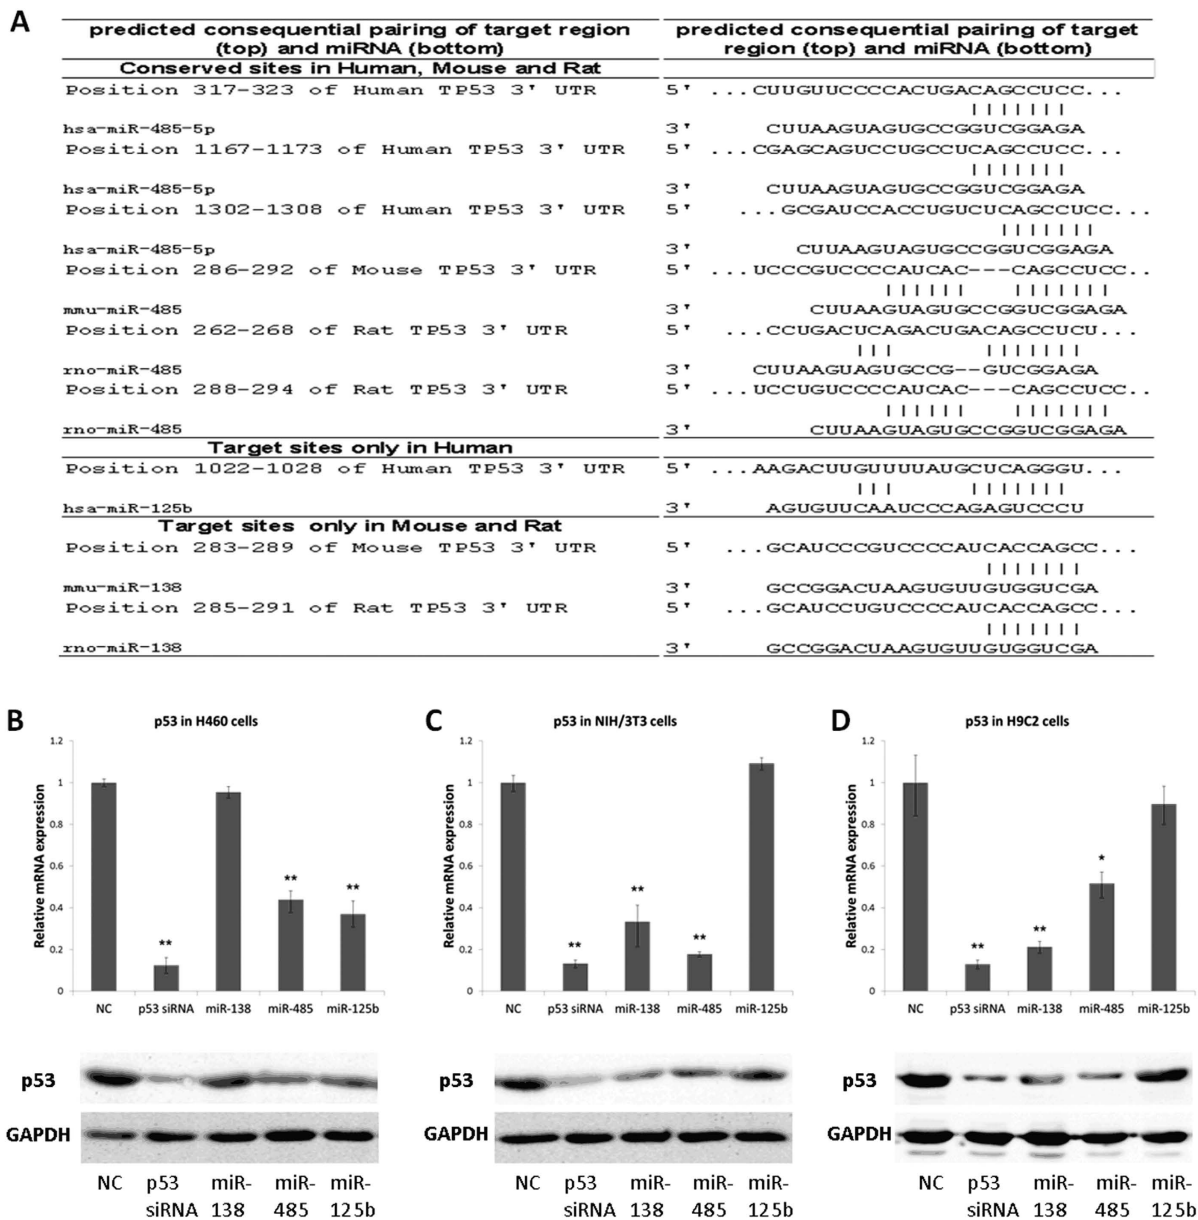 A
predicted consequential pairing of target region (top) and miRNA (bottom)
predicted consequential pairing of target region (top) and miRNA (bottom)
Conserved sites in Human, Mouse and Rat
Position 317-323 of Human TP53 3' UTR 5' ...CUUGUUCCCCACUGACAGCCUCC...
| | | | | | |
hsa-miR-485-5p 3' CUUAAGUAGUGCCGGUCGGAGA
Position 1167-1173 of Human TP53 3' UTR 5' ...CGAGCAGUCCUGCCUCAGCCUCC...
| | | | | | |
hsa-miR-485-5p 3' CUUAAGUAGUGCCGGUCGGAGA
Position 1302-1308 of Human TP53 3' UTR 5' ...GCGAUCCACCUGUCUCAGCCUCC...
| | | | | | |
hsa-miR-485-5p 3' CUUAAGUAGUGCCGGUCGGAGA
Position 286-292 of Mouse TP53 3' UTR 5' ...UCCCGUCCCCAUCAC---CAGCCUCC..
| | | | | | | | | | | | |
mmu-miR-485 3' CUUAAGUAGUGCCGGUCGGAGA
Position 262-268 of Rat TP53 3' UTR 5' ...CCUGACUCAGACUGACAGCCUCU...
| | | | | | | | | |
rno-miR-485 3' CUUAAGUAGUGCCG--GUCGGAGA
Position 288-294 of Rat TP53 3' UTR 5' ...UCCUGUCCCCAUCAC---CAGCCUCC..
| | | | | | | | | | | | |
rno-miR-485 3' CUUAAGUAGUGCCGGUCGGAGA
Target sites only in Human
Position 1022-1028 of Human TP53 3' UTR 5' ...AAGACUUGUUUUAUGCUCAGGGU...
| | | | | | | | | |
hsa-miR-125b 3' AGUGUUCAAUCCCAGAGUCCCU
Target sites only in Mouse and Rat
Position 283-289 of Mouse TP53 3' UTR 5' ...GCAUCCCGUCCCCAUCACCAGCC...
| | | | | | |
mmu-miR-138 3' GCCGGACUAAGUGUUGUGGUCGA
Position 285-291 of Rat TP53 3' UTR 5' ...GCAUCCUGUCCCCAUCACCAGCC...
| | | | | | |
rno-miR-138 3' GCCGGACUAAGUGUUGUGGUCGA
B
p53 in H460 cells
Relative mRNA expression
1.2
1
0.8
0.6
0.4
0.2
0
** ** **
NC p53 siRNA miR-138 miR-485 miR-125b
p53
GAPDH
NC p53 siRNA miR-138 miR-485 miR-125b
C
p53 in NIH/3T3 cells
Relative mRNA expression
1.2
1
0.8
0.6
0.4
0.2
0
** ** **
NC p53 siRNA miR-138 miR-485 miR-125b
p53
GAPDH
NC p53 siRNA miR-138 miR-485 miR-125b
D
p53 in H9C2 cells
Relative mRNA expression
1.2
1
0.8
0.6
0.4
0.2
0
** ** *
NC p53 siRNA miR-138 miR-485 miR-125b
p53
GAPDH
NC p53 siRNA miR-138 miR-485 miR-125b